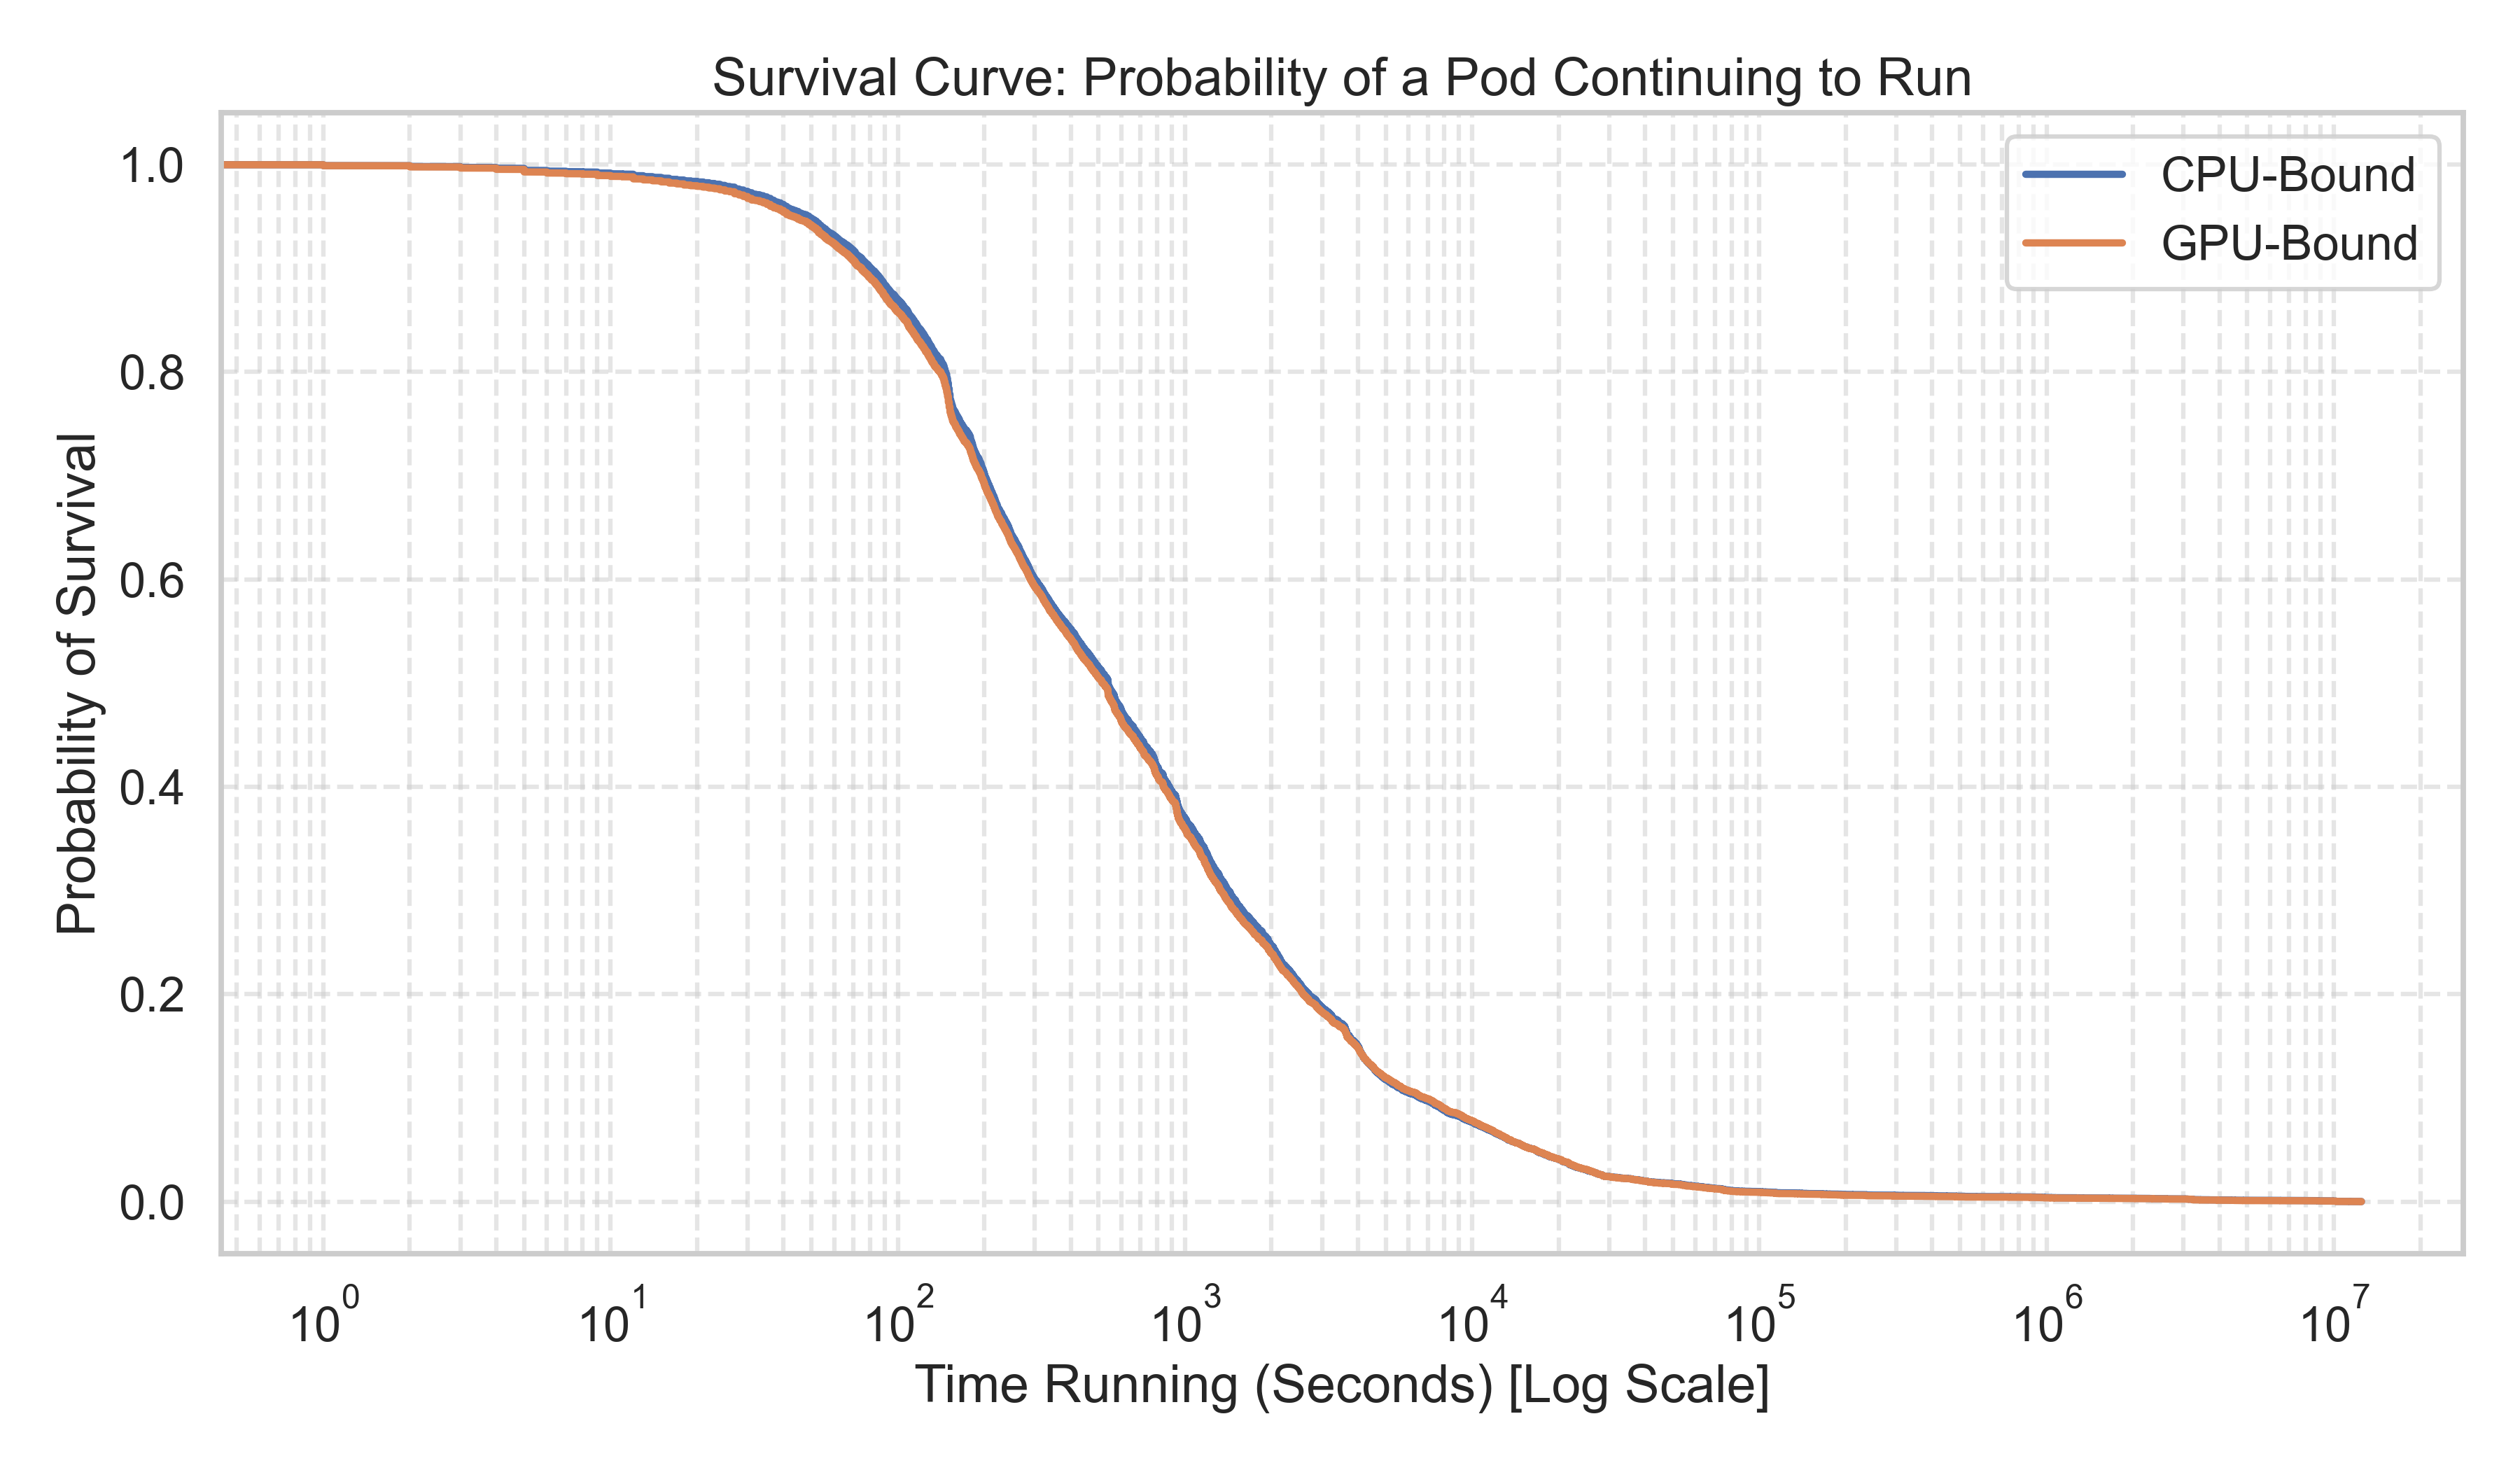 Survival Curve: Probability of a Pod Continuing to Run
CPU-Bound
GPU-Bound
Probability of Survival
1.0
0.8
0.6
0.4
0.2
0.0
10^0 10^1 10^2 10^3 10^4 10^5 10^6 10^7
Time Running (Seconds) [Log Scale]